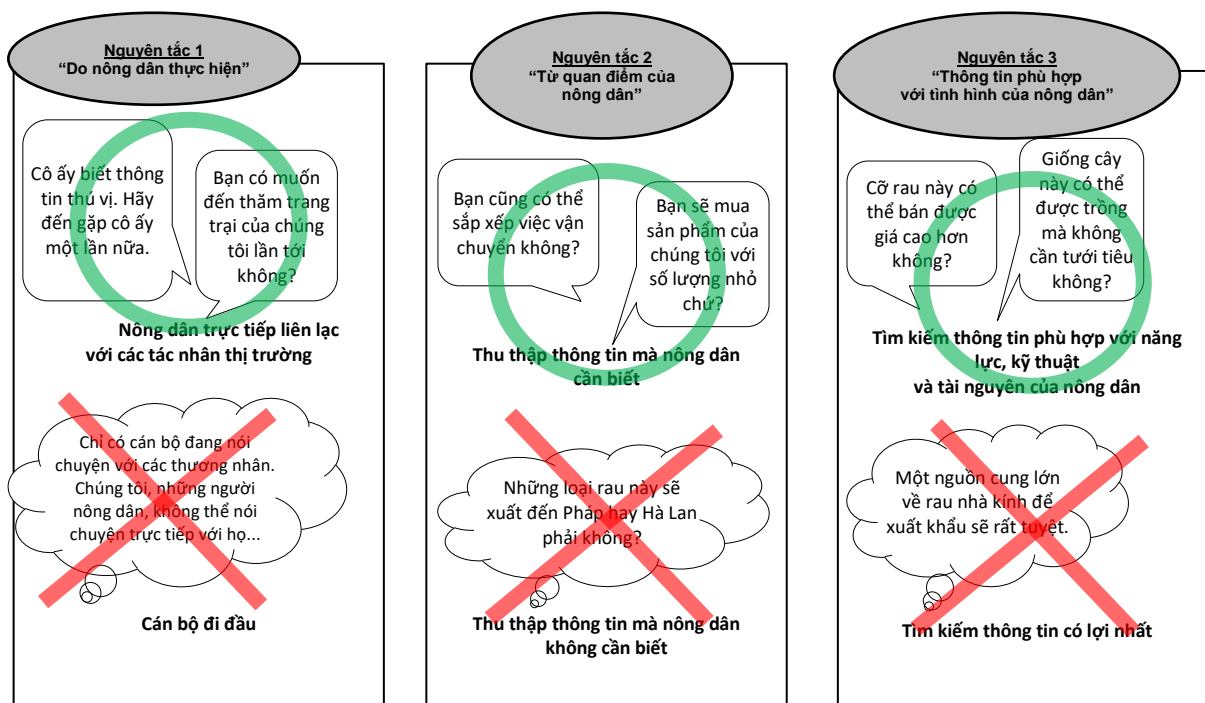 Nguyên tắc 1
“Do nông dân thực hiện”
Cô ấy biết thông
tin thú vị. Hãy
đến gặp cô ấy
một lần nữa.
Bạn có muốn
đến thăm trang
trại của chúng
tôi lần tới
không?
Nông dân trực tiếp liên lạc
với các tác nhân thị trường
Chỉ có cán bộ đang nói
chuyện với các thương nhân.
Chúng tôi, những người
nông dân, không thể nói
chuyện trực tiếp với họ...
Cán bộ đi đầu
Nguyên tắc 2
“Từ quan điểm của
nông dân”
Bạn cũng có thể
sắp xếp việc vận
chuyển không?
Bạn sẽ mua
sản phẩm của
chúng tôi với
số lượng nhỏ
chứ?
Thu thập thông tin mà nông dân
cần biết
Những loại rau này sẽ
xuất đến Pháp hay Hà Lan
phải không?
Thu thập thông tin mà nông dân
không cần biết
Nguyên tắc 3
“Thông tin phù hợp
với tình hình của nông dân”
Cỡ rau này có
thể bán được
giá cao hơn
không?
Giống cây
này có thể
được trồng
mà không
cần tưới tiêu
không?
Tìm kiếm thông tin phù hợp với năng
lực, kỹ thuật
và tài nguyên của nông dân
Một nguồn cung lớn
về rau nhà kính để
xuất khẩu sẽ rất tuyệt.
Tìm kiếm thông tin có lợi nhất